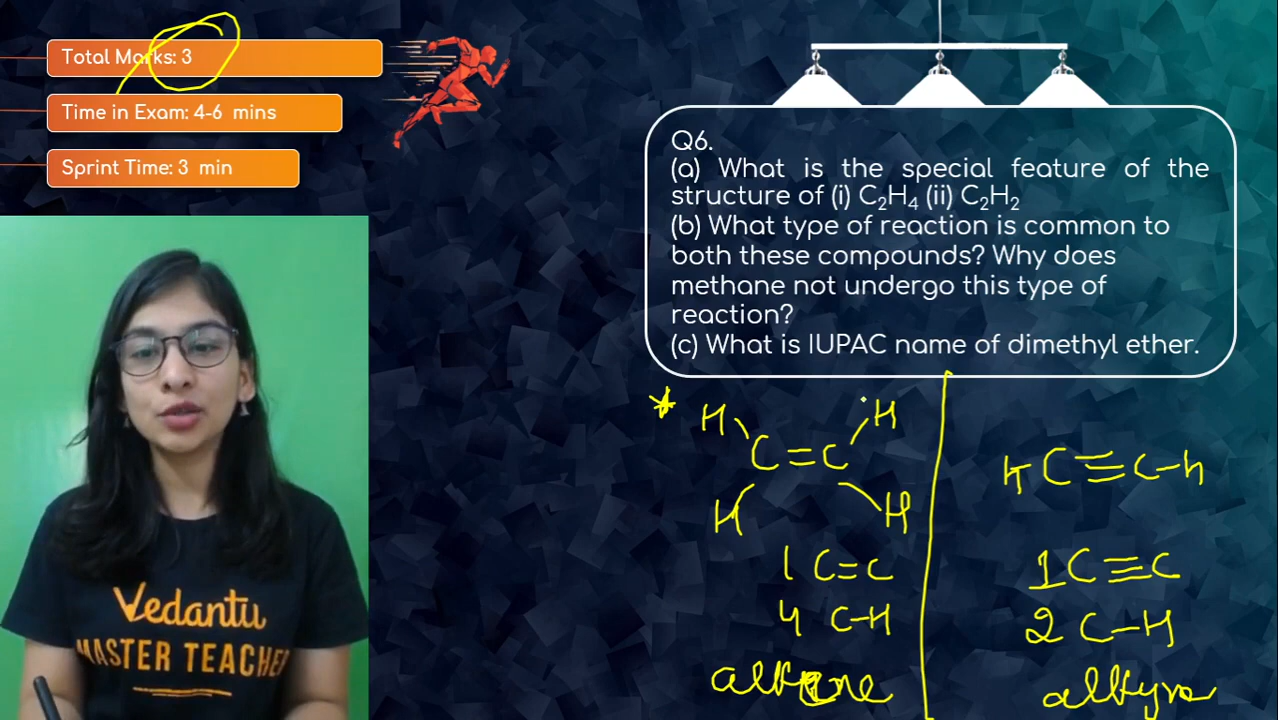 Total Marks: 3
Time in Exam: 4-6 mins
Sprint Time: 3 min
Q6.
(a) What is the special feature of the
structure of (i) C₂H₄ (ii) C₂H₂
(b) What type of reaction is common to
both these compounds? Why does
methane not undergo this type of
reaction?
(c) What is IUPAC name of dimethyl ether.
H H
C=C
H H
1 C=C
4 C-H
H C≡C-H
1 C≡C
2 C-H
Vedantu
MASTER TEACHER